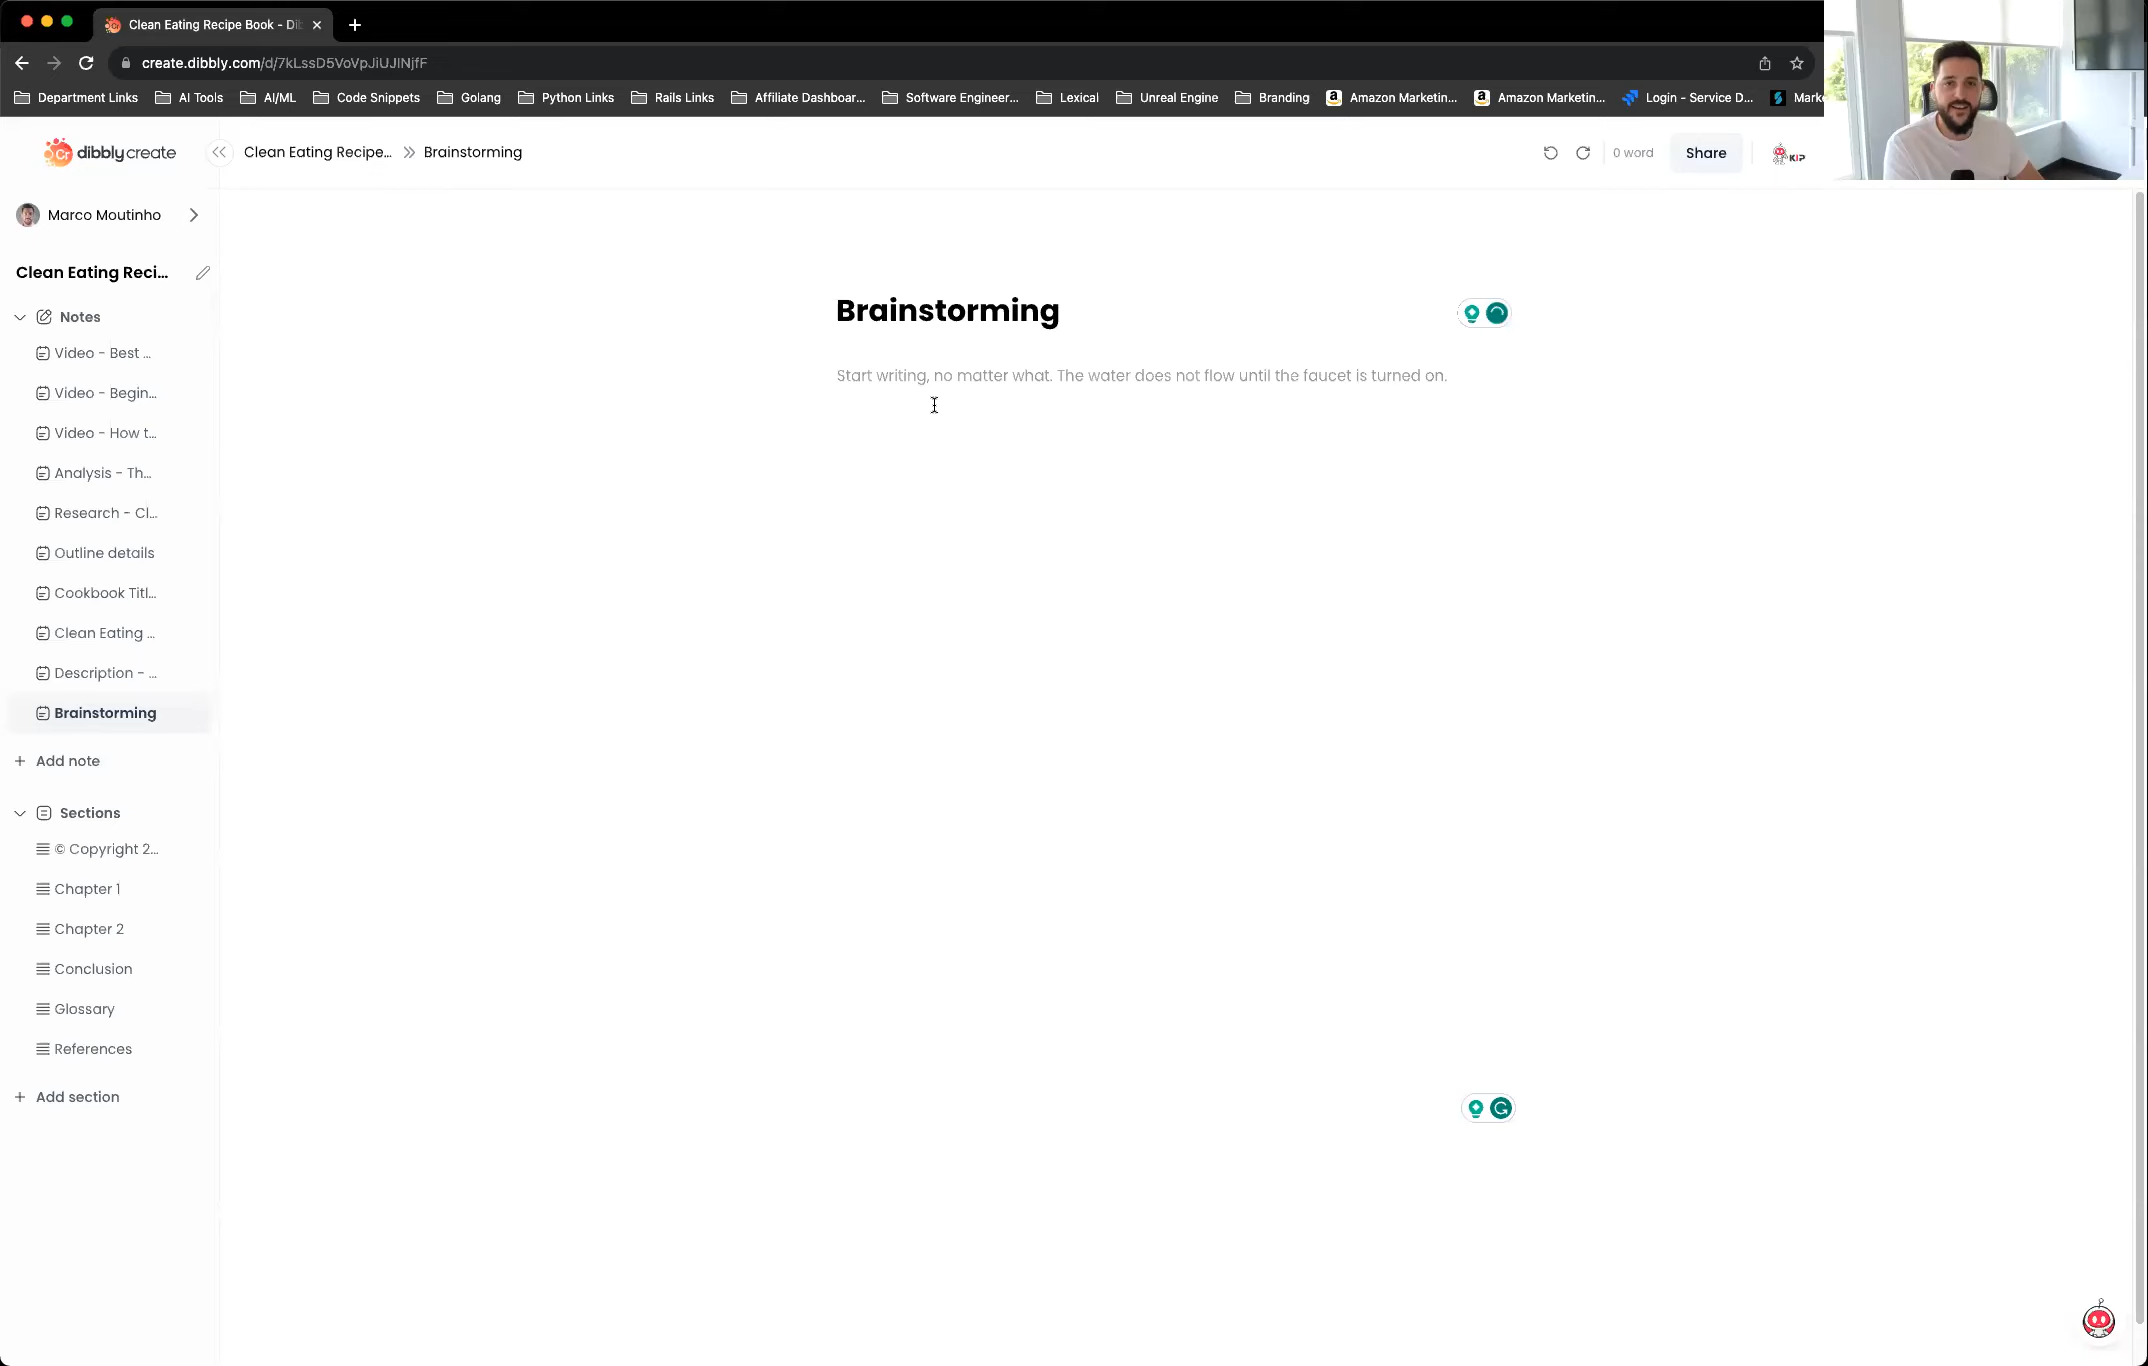 Clean Eating Recipe Book - Dib
create.dibbly.com/d/7kLssD5VoVpJiUJlNjfF
Department Links
AI Tools
AI/ML
Code Snippets
Golang
Python Links
Rails Links
Affiliate Dashboar...
Software Engineer...
Lexical
Unreal Engine
Branding
Amazon Marketin...
Amazon Marketin...
Login - Service D...
Marke
Cr dibblycreate
Clean Eating Recipe...
Brainstorming
0 word
Share
KIP
Marco Moutinho
Clean Eating Reci...
Notes
Video - Best ...
Video - Begin...
Video - How t...
Analysis - Th...
Research - Cl...
Outline details
Cookbook Titl...
Clean Eating ...
Description - ...
Brainstorming
+ Add note
Sections
© Copyright 2...
Chapter 1
Chapter 2
Conclusion
Glossary
References
+ Add section
Brainstorming
Start writing, no matter what. The water does not flow until the faucet is turned on.